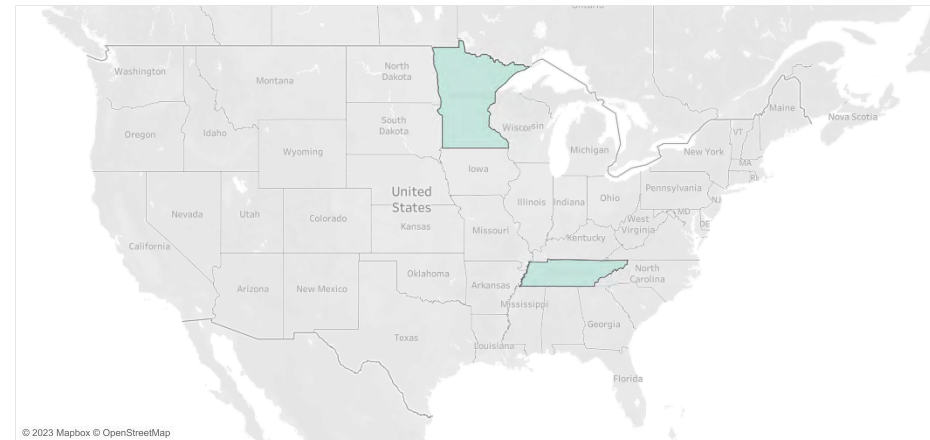 Ontario
Washington
Montana
North
Dakota
Maine
Nova Scotia
Oregon
Idaho
South
Dakota
Wisconsin
Wyoming
Michigan
New York
VT
MA
RI
Iowa
Nevada
Utah
Colorado
United
States
Kansas
Illinois
Indiana
Ohio
Pennsylvania
NJ
MD
DE
West
Virginia
California
Missouri
Kentucky
Arizona
New Mexico
Oklahoma
Arkansas
North
Carolina
Mississippi
Georgia
Texas
Louisiana
Florida
© 2023 Mapbox © OpenStreetMap